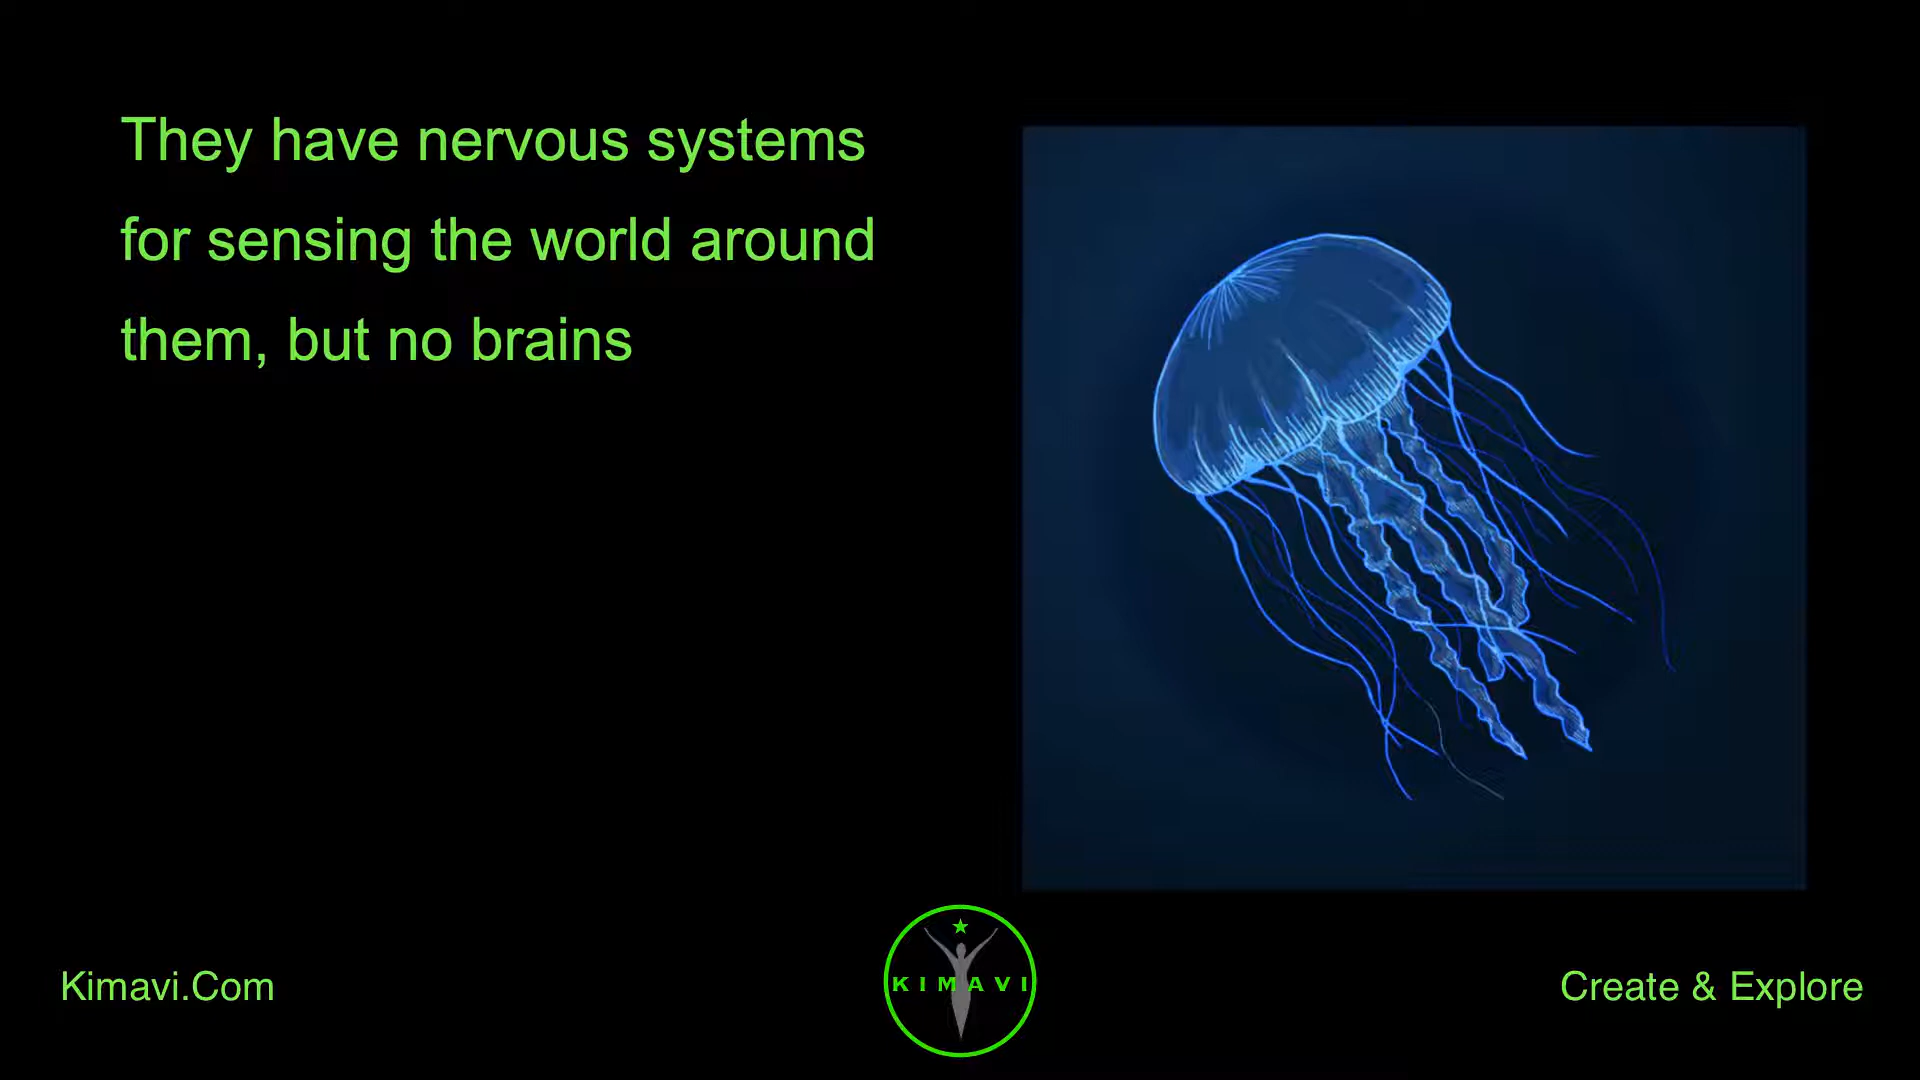 They have nervous systems
for sensing the world around
them, but no brains
KIMAVI
Kimavi.Com
Create & Explore